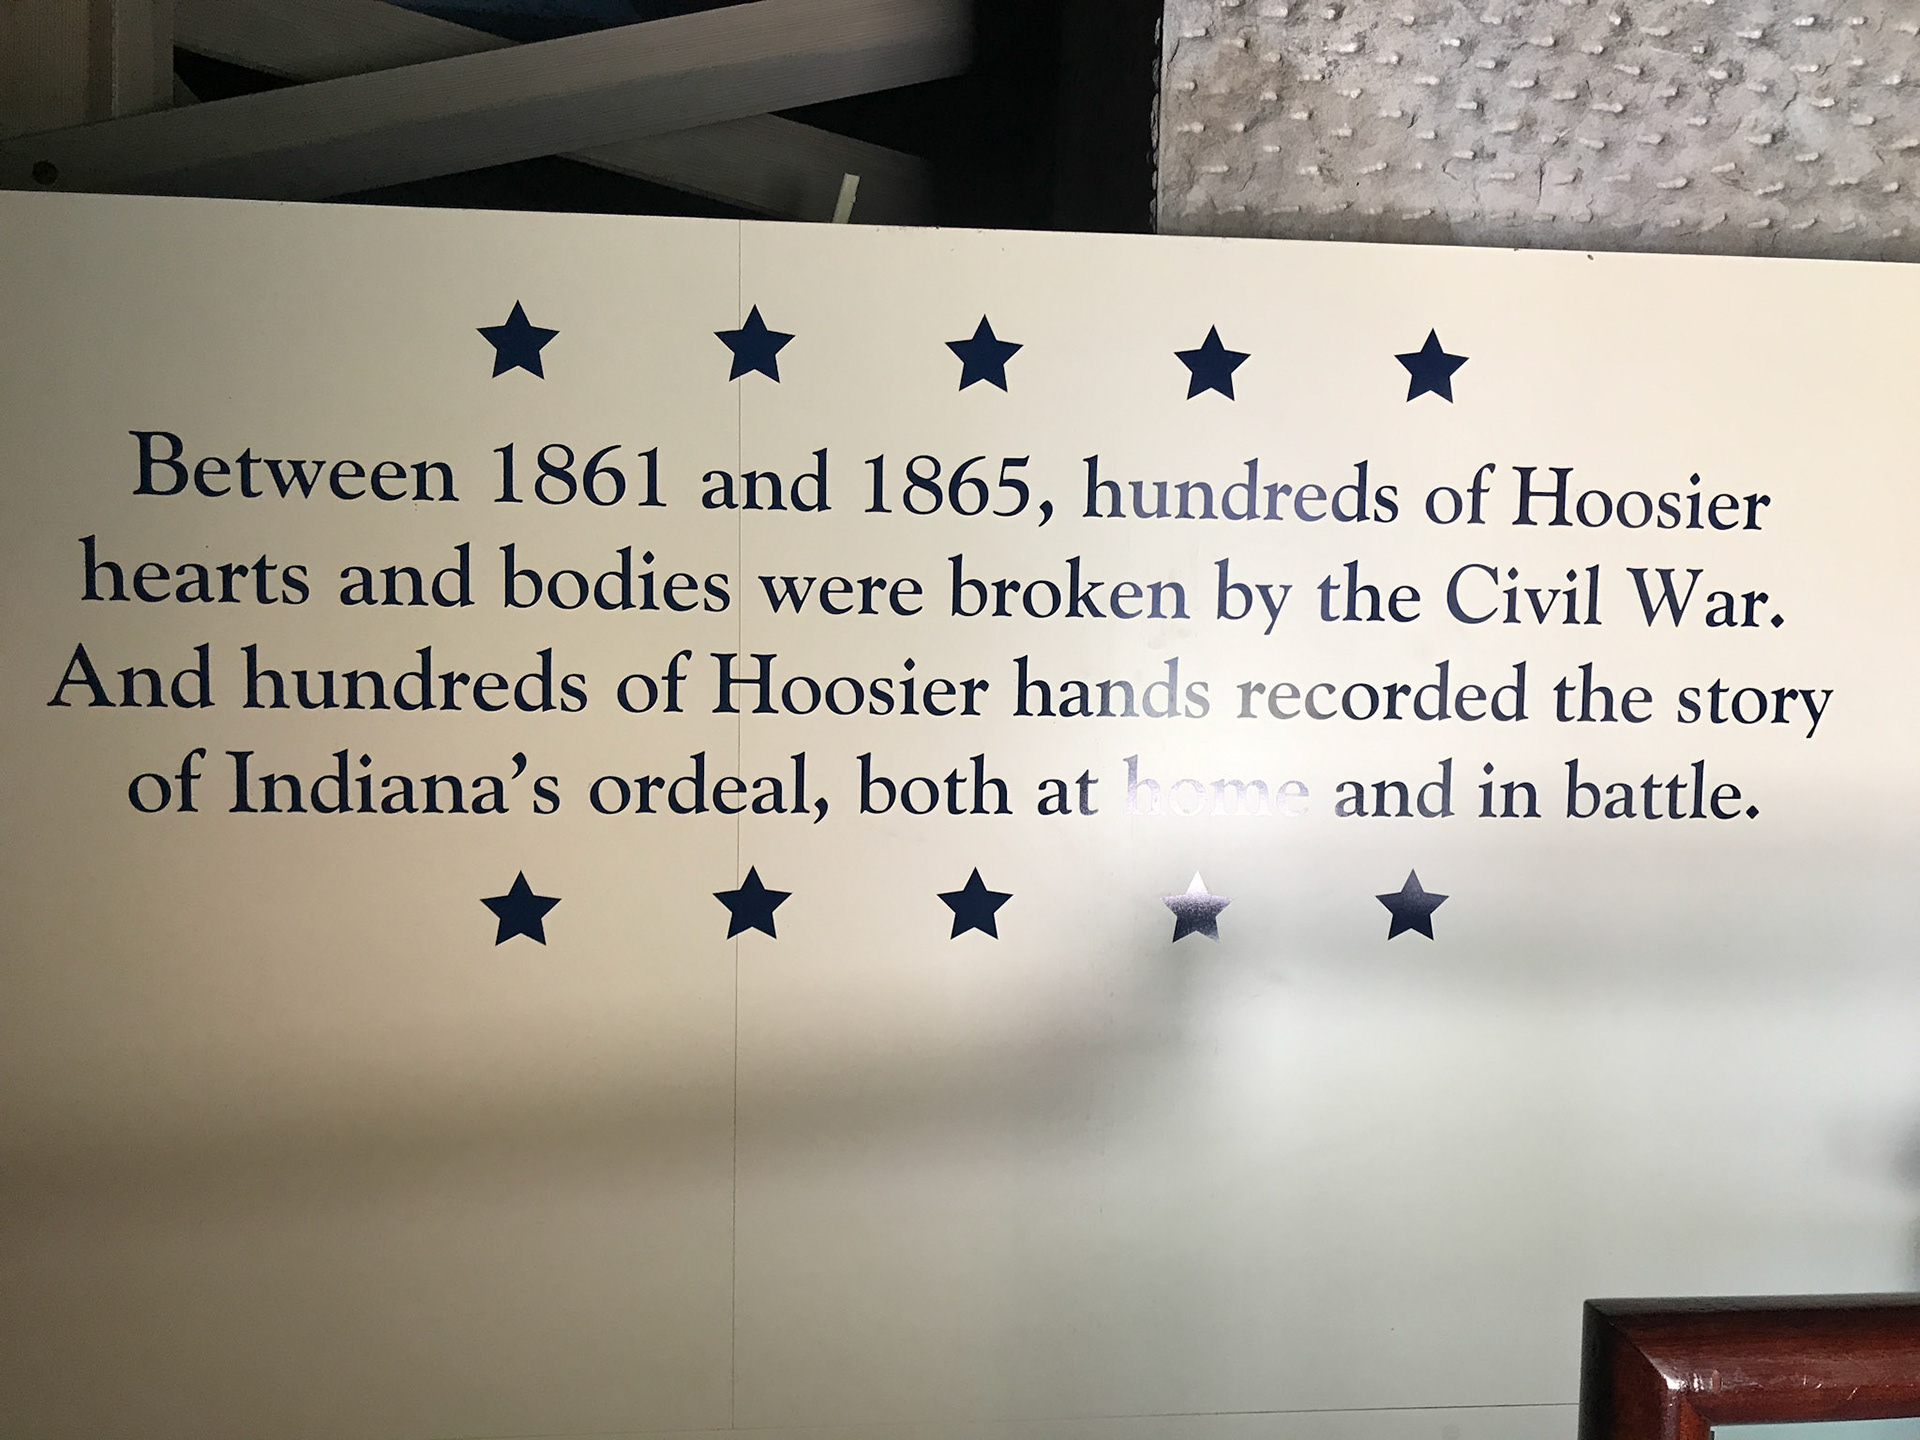 Between 1861 and 1865, hundreds of Hoosier
hearts and bodies were broken by the Civil War.
And hundreds of Hoosier hands recorded the story
of Indiana's ordeal, both at home and in battle.